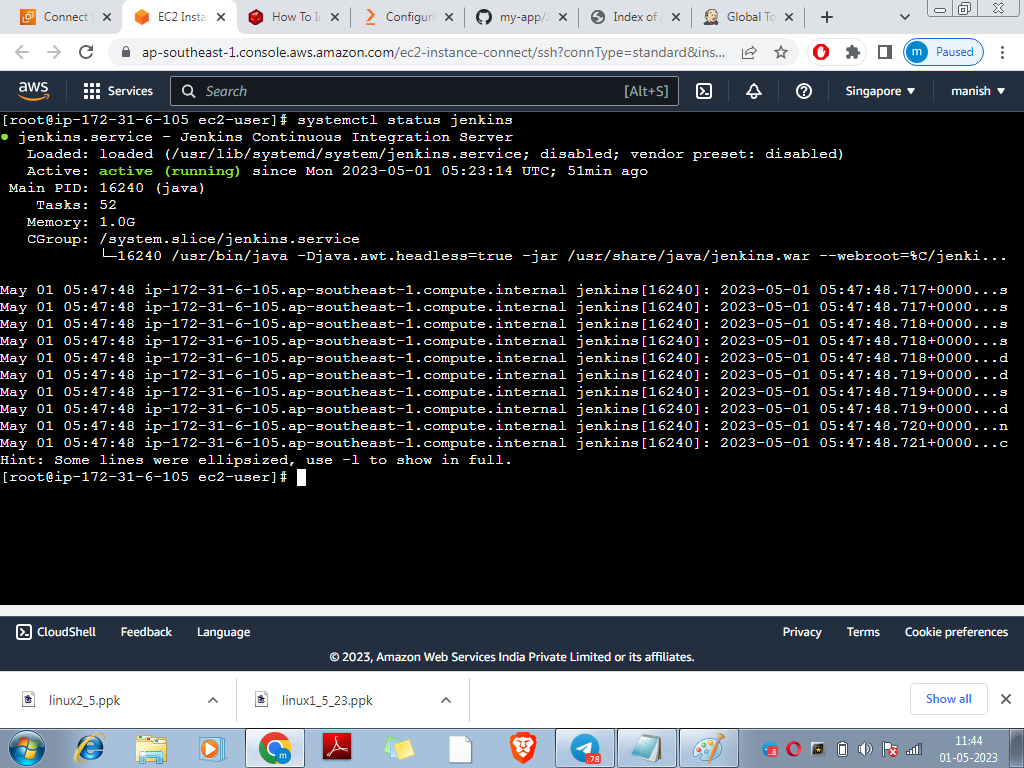 Connect
EC2 Insta
How To I
Configuri
my-app/J
Index of /
Global To
ap-southeast-1.console.aws.amazon.com/ec2-instance-connect/ssh?connType=standard&ins...
m Paused
aws Services Search [Alt+S] Singapore manish
[root@ip-172-31-6-105 ec2-user]# systemctl status jenkins
● jenkins.service - Jenkins Continuous Integration Server
Loaded: loaded (/usr/lib/systemd/system/jenkins.service; disabled; vendor preset: disabled)
Active: active (running) since Mon 2023-05-01 05:23:14 UTC; 51min ago
Main PID: 16240 (java)
Tasks: 52
Memory: 1.0G
CGroup: /system.slice/jenkins.service
└─16240 /usr/bin/java -Djava.awt.headless=true -jar /usr/share/java/jenkins.war --webroot=%C/jenki...
May 01 05:47:48 ip-172-31-6-105.ap-southeast-1.compute.internal jenkins[16240]: 2023-05-01 05:47:48.717+0000...s
May 01 05:47:48 ip-172-31-6-105.ap-southeast-1.compute.internal jenkins[16240]: 2023-05-01 05:47:48.717+0000...s
May 01 05:47:48 ip-172-31-6-105.ap-southeast-1.compute.internal jenkins[16240]: 2023-05-01 05:47:48.718+0000...s
May 01 05:47:48 ip-172-31-6-105.ap-southeast-1.compute.internal jenkins[16240]: 2023-05-01 05:47:48.718+0000...s
May 01 05:47:48 ip-172-31-6-105.ap-southeast-1.compute.internal jenkins[16240]: 2023-05-01 05:47:48.718+0000...d
May 01 05:47:48 ip-172-31-6-105.ap-southeast-1.compute.internal jenkins[16240]: 2023-05-01 05:47:48.719+0000...d
May 01 05:47:48 ip-172-31-6-105.ap-southeast-1.compute.internal jenkins[16240]: 2023-05-01 05:47:48.719+0000...s
May 01 05:47:48 ip-172-31-6-105.ap-southeast-1.compute.internal jenkins[16240]: 2023-05-01 05:47:48.719+0000...d
May 01 05:47:48 ip-172-31-6-105.ap-southeast-1.compute.internal jenkins[16240]: 2023-05-01 05:47:48.720+0000...n
May 01 05:47:48 ip-172-31-6-105.ap-southeast-1.compute.internal jenkins[16240]: 2023-05-01 05:47:48.721+0000...c
Hint: Some lines were ellipsized, use -l to show in full.
[root@ip-172-31-6-105 ec2-user]#
CloudShell Feedback Language Privacy Terms Cookie preferences
© 2023, Amazon Web Services India Private Limited or its affiliates.
linux2_5.ppk linux1_5_23.ppk Show all
11:44
01-05-2023